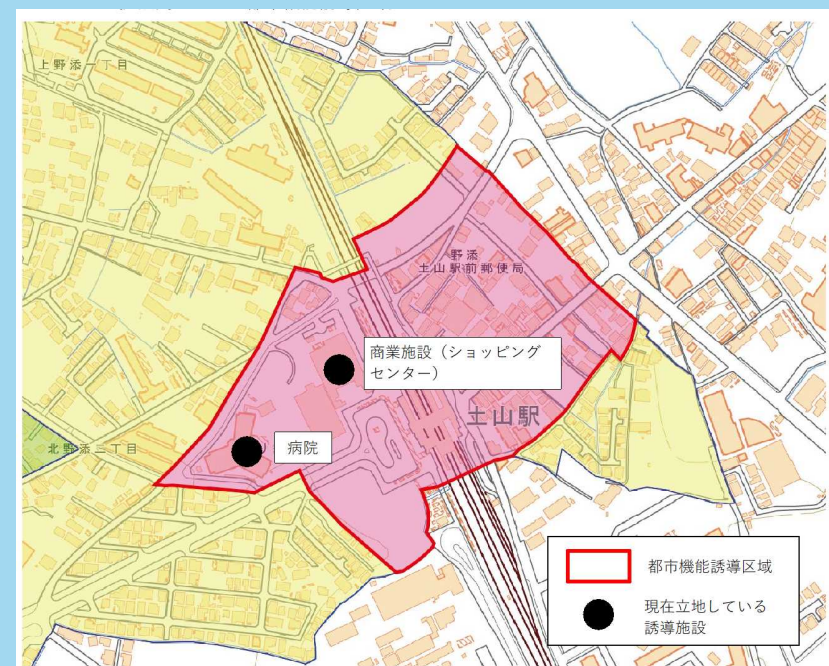 上野添一丁目
野添
土山駅前郵便局
商業施設（ショッピング
センター）
土山駅
病院
北野添二丁目
都市機能誘導区域
現在立地している
誘導施設